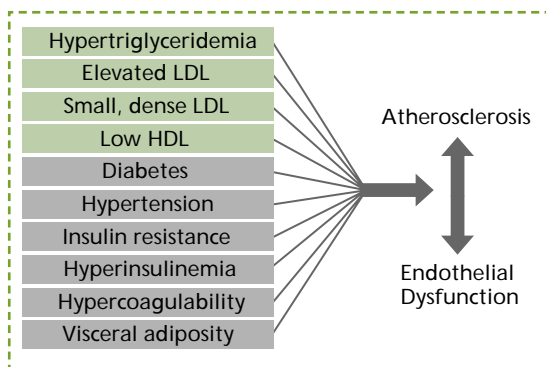 Hypertriglyceridemia
Elevated LDL
Small, dense LDL
Low HDL
Diabetes
Hypertension
Insulin resistance
Hyperinsulinemia
Hypercoagulability
Visceral adiposity
Atherosclerosis
Endothelial
Dysfunction